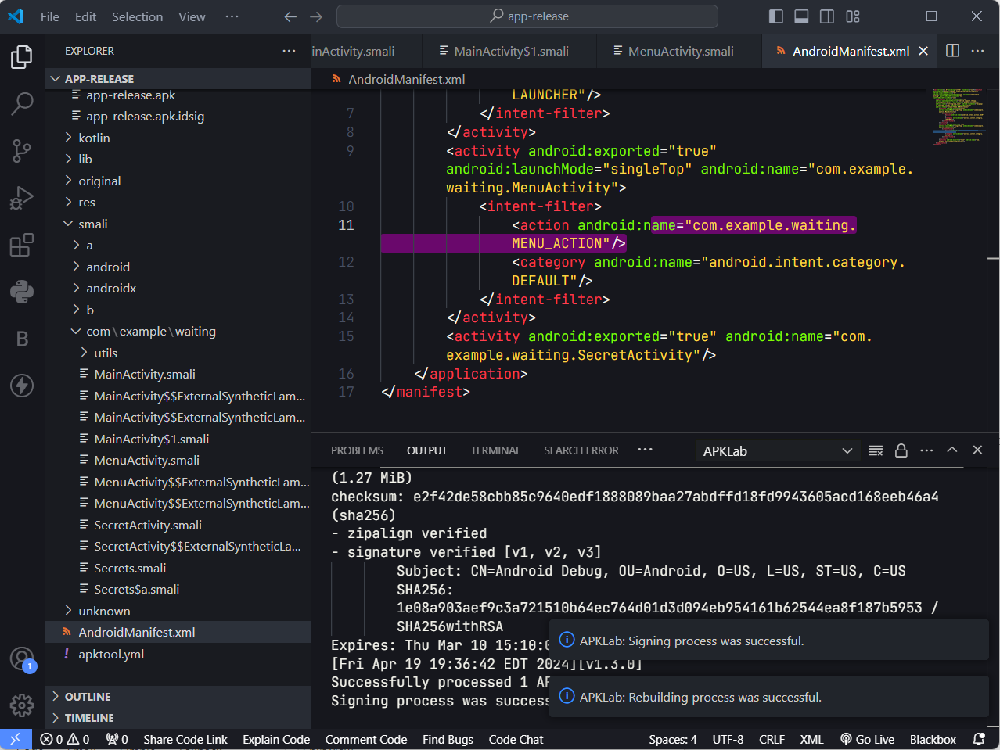 File Edit Selection View ··· app-release
EXPLORER ···
APP-RELEASE
app-release.apk
app-release.apk.idsig
kotlin
lib
original
res
smali
a
android
androidx
b
com\example\waiting
utils
MainActivity.smali
MainActivity$$ExternalSyntheticLam...
MainActivity$$ExternalSyntheticLam...
MainActivity$1.smali
MenuActivity.smali
MenuActivity$$ExternalSyntheticLam...
MenuActivity$$ExternalSyntheticLam...
SecretActivity.smali
SecretActivity$$ExternalSyntheticLa...
Secrets.smali
Secrets$a.smali
unknown
AndroidManifest.xml
! apktool.yml
OUTLINE
TIMELINE
inActivity.smali MainActivity$1.smali MenuActivity.smali AndroidManifest.xml ···
AndroidManifest.xml
LAUNCHER"/>
7 </intent-filter>
8 </activity>
9 <activity android:exported="true"
android:launchMode="singleTop" android:name="com.example.
waiting.MenuActivity">
10 <intent-filter>
11 <action android:name="com.example.waiting.
MENU_ACTION"/>
12 <category android:name="android.intent.category.
DEFAULT"/>
13 </intent-filter>
14 </activity>
15 <activity android:exported="true" android:name="com.
example.waiting.SecretActivity"/>
16 </application>
17 </manifest>
PROBLEMS OUTPUT TERMINAL SEARCH ERROR ··· APKLab ···
(1.27 MiB)
checksum: e2f42de58cbb85c9640edf1888089baa27abdffd18fd9943605acd168eeb46a4
(sha256)
- zipalign verified
- signature verified [v1, v2, v3]
Subject: CN=Android Debug, OU=Android, O=US, L=US, ST=US, C=US
SHA256:
1e08a903aef9c3a721510b64ec764d01d3d094eb954161b62544ea8f187b5953 /
SHA256withRSA
Expires: Thu Mar 10 15:10:0
[Fri Apr 19 19:36:42 EDT 2024][v1.3.0]
Successfully processed 1 AP
Signing process was succes
APKLab: Signing process was successful.
APKLab: Rebuilding process was successful.
B
1
0 0 0 Share Code Link Explain Code Comment Code Find Bugs Code Chat Spaces: 4 UTF-8 CRLF XML Go Live Blackbox